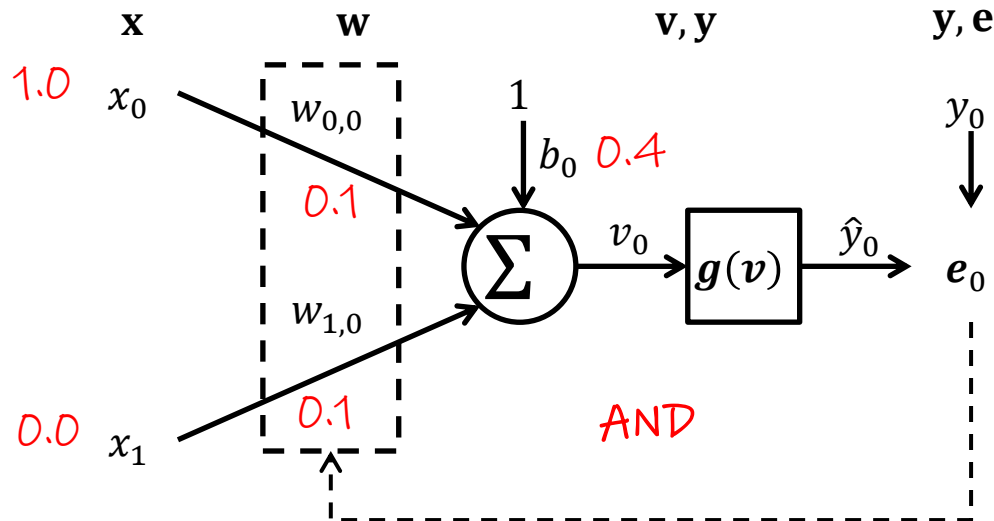 𝐱 𝐰 𝐯, 𝐲 𝐲, 𝐞
1.0 x₀ w₀,₀ 1 y₀
0.1 b₀ 0.4
Σ v₀ g(v) ŷ₀ e₀
w₁,₀
0.0 x₁ 0.1 AND